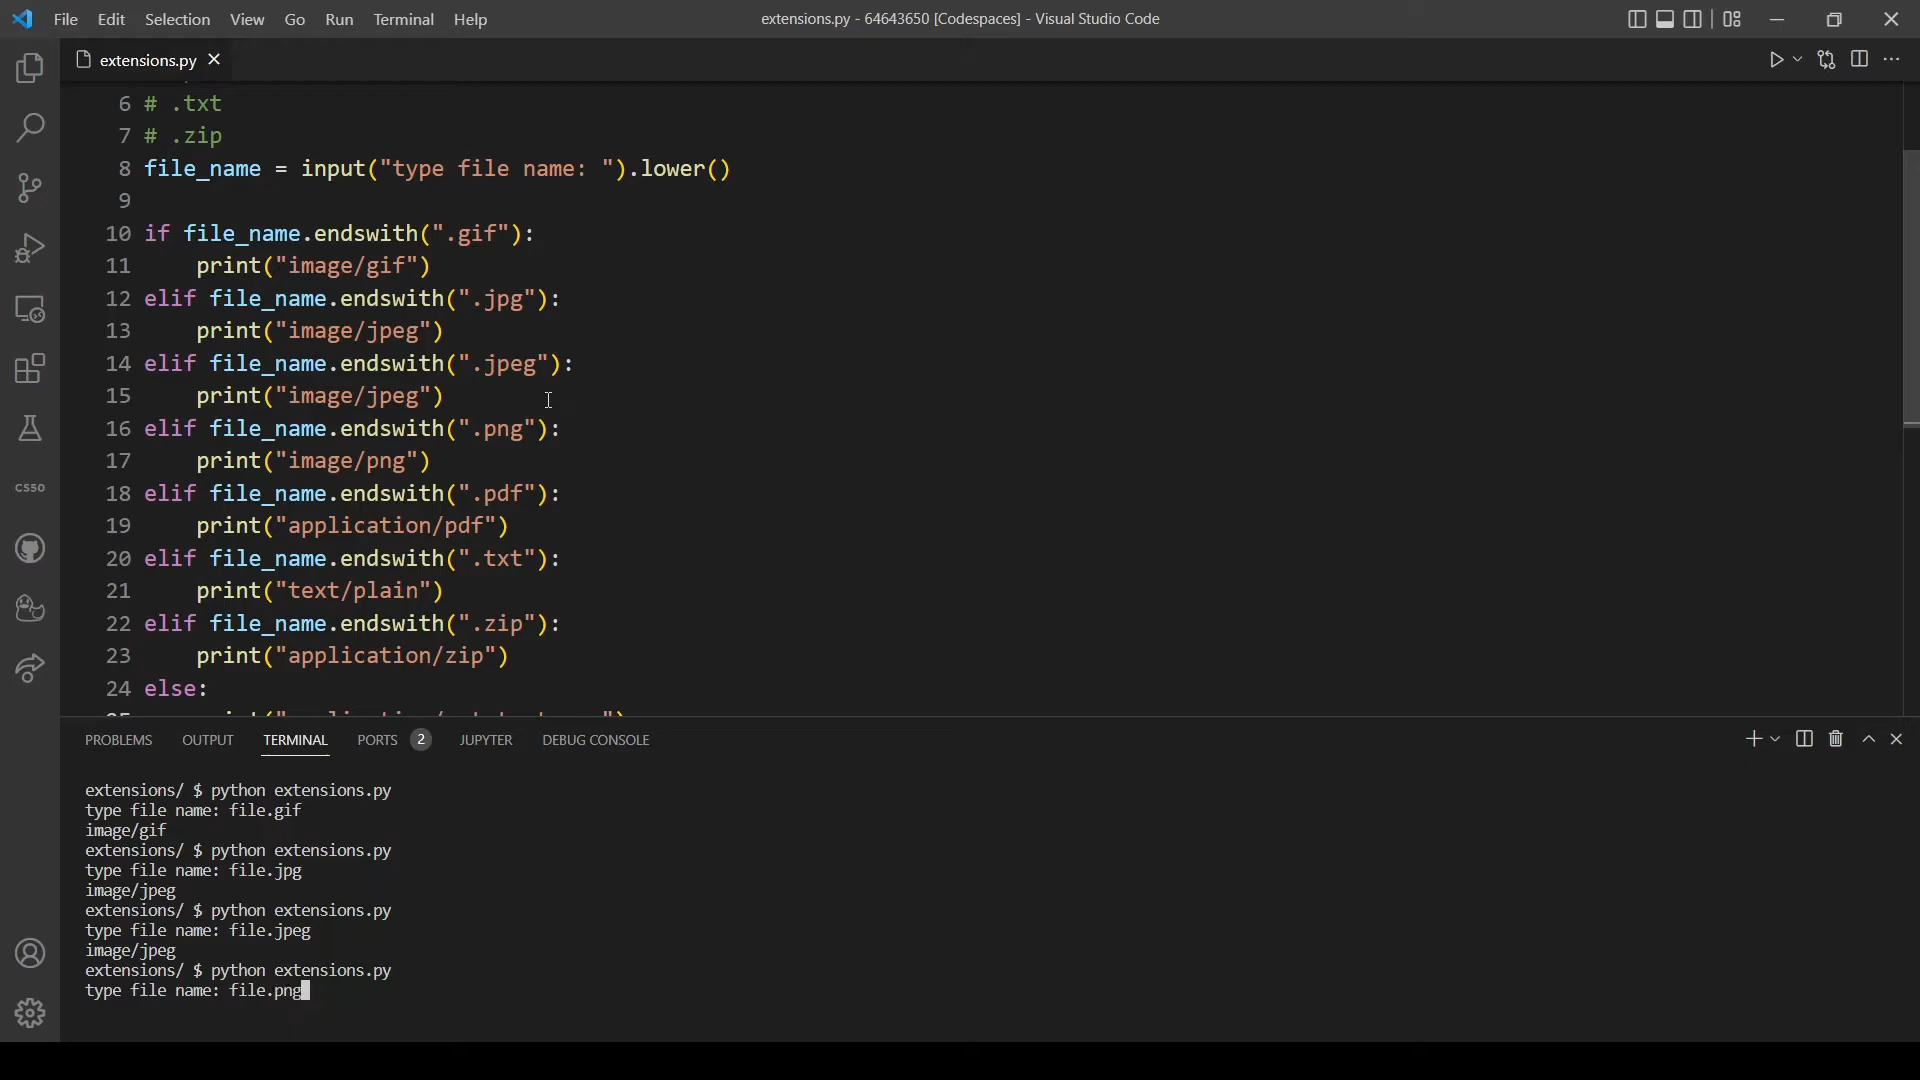 File Edit Selection View Go Run Terminal Help
extensions.py - 64643650 [Codespaces] - Visual Studio Code
extensions.py
6 # .txt
7 # .zip
8 file_name = input("type file name: ").lower()
9
10 if file_name.endswith(".gif"):
11 print("image/gif")
12 elif file_name.endswith(".jpg"):
13 print("image/jpeg")
14 elif file_name.endswith(".jpeg"):
15 print("image/jpeg")
16 elif file_name.endswith(".png"):
17 print("image/png")
18 elif file_name.endswith(".pdf"):
19 print("application/pdf")
20 elif file_name.endswith(".txt"):
21 print("text/plain")
22 elif file_name.endswith(".zip"):
23 print("application/zip")
24 else:
CS50
PROBLEMS OUTPUT TERMINAL PORTS 2 JUPYTER DEBUG CONSOLE
extensions/ $ python extensions.py
type file name: file.gif
image/gif
extensions/ $ python extensions.py
type file name: file.jpg
image/jpeg
extensions/ $ python extensions.py
type file name: file.jpeg
image/jpeg
extensions/ $ python extensions.py
type file name: file.png